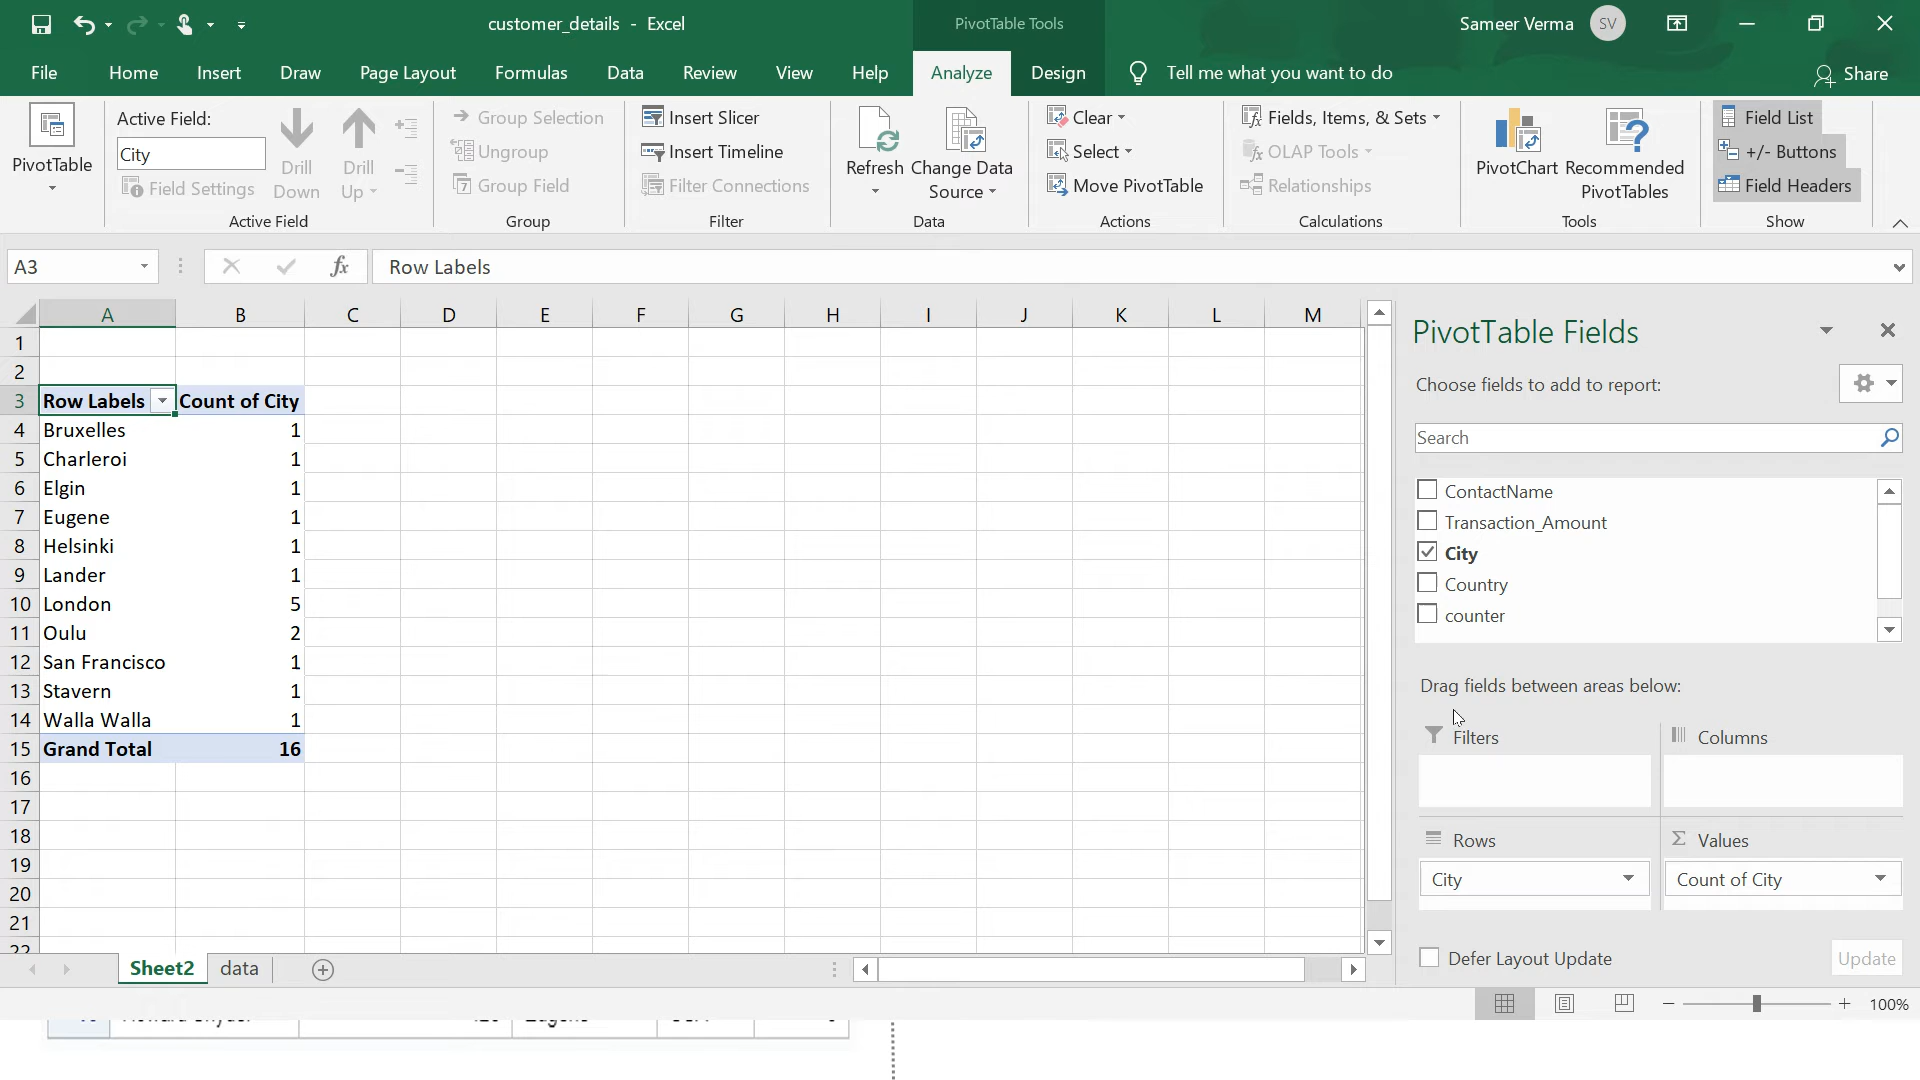 customer_details - Excel
PivotTable Tools
Sameer Verma SV
File Home Insert Draw Page Layout Formulas Data Review View Help Analyze Design Tell me what you want to do Share
PivotTable
Active Field:
City
Field Settings
Drill Down
Drill Up
Active Field
Group Selection
Ungroup
Group Field
Group
Insert Slicer
Insert Timeline
Filter Connections
Filter
Refresh
Change Data Source
Data
Clear
Select
Move PivotTable
Actions
Fields, Items, & Sets
OLAP Tools
Relationships
Calculations
PivotChart
Recommended PivotTables
Tools
Field List
+/- Buttons
Field Headers
Show
A3 fx Row Labels
A B C D E F G H I J K L M
1
2
3 Row Labels Count of City
4 Bruxelles 1
5 Charleroi 1
6 Elgin 1
7 Eugene 1
8 Helsinki 1
9 Lander 1
10 London 5
11 Oulu 2
12 San Francisco 1
13 Stavern 1
14 Walla Walla 1
15 Grand Total 16
16
17
18
19
20
21
22
PivotTable Fields
Choose fields to add to report:
Search
ContactName
Transaction_Amount
City
Country
counter
Drag fields between areas below:
Filters Columns
Rows Values
City Count of City
Defer Layout Update Update
Sheet2 data
100%